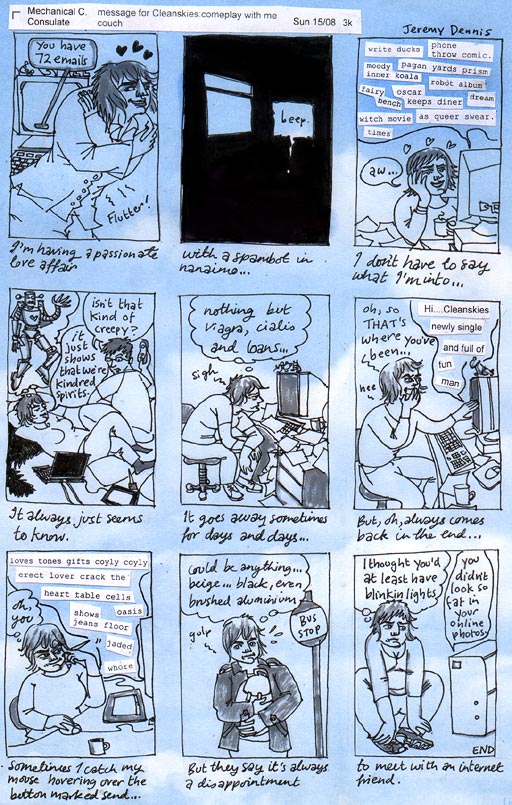 Mechanical C.
Consulate
message for Cleanskies:comeplay with me
couch
Sun 15/08 3k
Jeremy Dennis
You have
72 emails
Flutter!
I'm having a passionate
love affair
beep.
with a spambot in
nanaimo...
write ducks phone
throw comic.
moody pagan yards prism
inner koala robot album
fairy oscar dream
bench keeps diner
witch movie as queer swear.
times
aw...
I don't have to say
what I'm into...
isn't that
kind of
creepy?
it
just
shows
that we're
kindred
spirits.
It always just seems
to know.
nothing but
Viagra, cialio
and loans...
sigh
It goes away sometimes
for days and days...
oh, so
THAT'S
where you've
been...
Hi....Cleanskies
newly single
and full of
fun
man
hee
But, oh, always comes
back in the end...
loves tones gifts coyly coyly
erect lover crack the
heart table cells
shows oasis
jeans floor
jaded
whore
oh,
you
Sometimes I catch my
mouse hovering over the
button marked send...
Could be anything...
beige... black, even
brushed aluminium
gulp
BUS
STOP
But they say it's always
a disappointment
I thought you'd
at least have
blinkin lights
you
didn't
look so
fat in
your
online
photos.
END
to meet with an internet
friend.